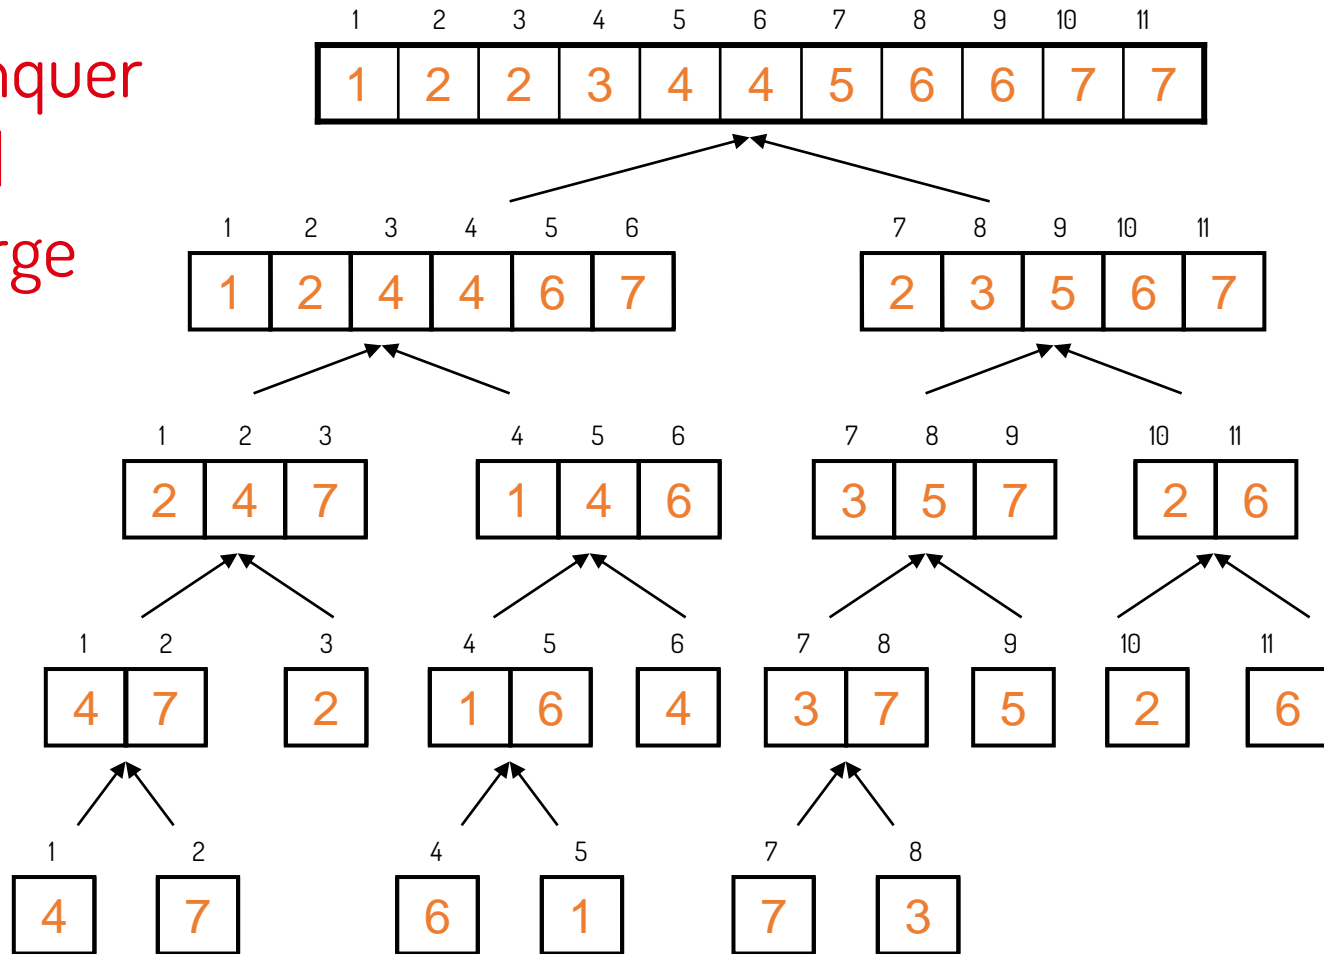 nquer
rge
1 2 3 4 5 6 7 8 9 10 11
1 2 2 3 4 4 5 6 6 7 7
1 2 3 4 5 6 7 8 9 10 11
1 2 4 4 6 7 2 3 5 6 7
1 2 3 4 5 6 7 8 9 10 11
2 4 7 1 4 6 3 5 7 2 6
1 2 3 4 5 6 7 8 9 10 11
4 7 2 1 6 4 3 7 5 2 6
1 2 4 5 7 8
4 7 6 1 7 3